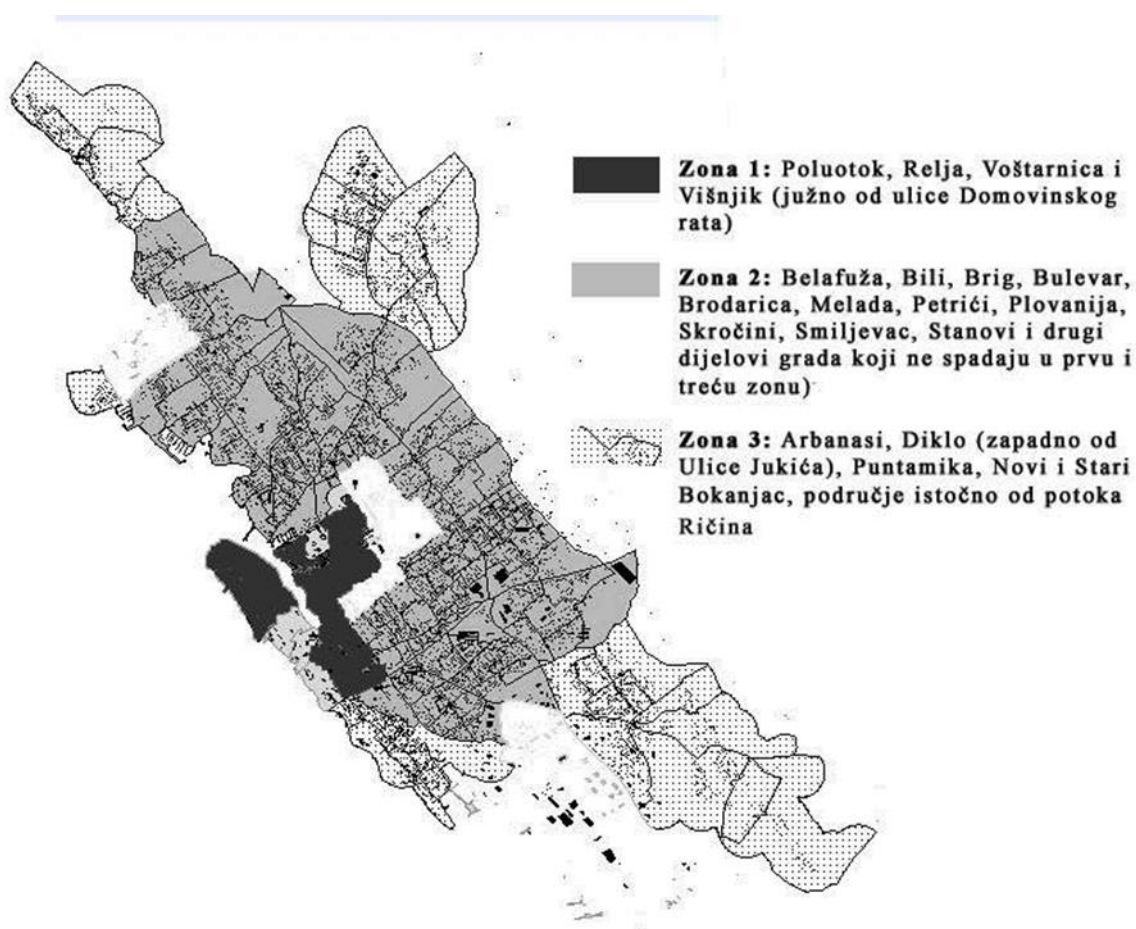 Zona 1: Poluotok, Relja, Voštarnica i
Višnjik (južno od ulice Domovinskog
rata)
Zona 2: Belafuža, Bili, Brig, Bulevar,
Brodarica, Melada, Petrići, Plovanija,
Skročini, Smiljevac, Stanovi i drugi
dijelovi grada koji ne spadaju u prvu i
treću zonu)
Zona 3: Arbanasi, Diklo (zapadno od
Ulice Jukića), Puntamika, Novi i Stari
Bokanjac, područje istočno od potoka
Ričina